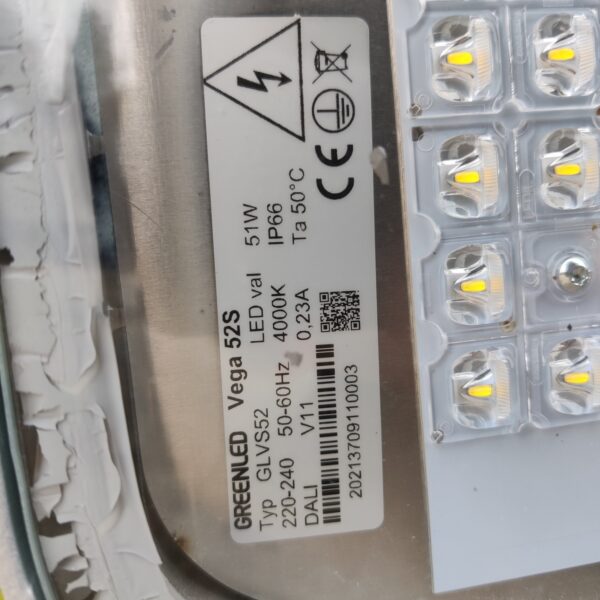 GREENLED Vega 52S
Typ GLVS52 LED val 51W
220-240 50-60Hz 4000K IP66
DALI V11 0,23A Ta 50°C
20213709110003
CE